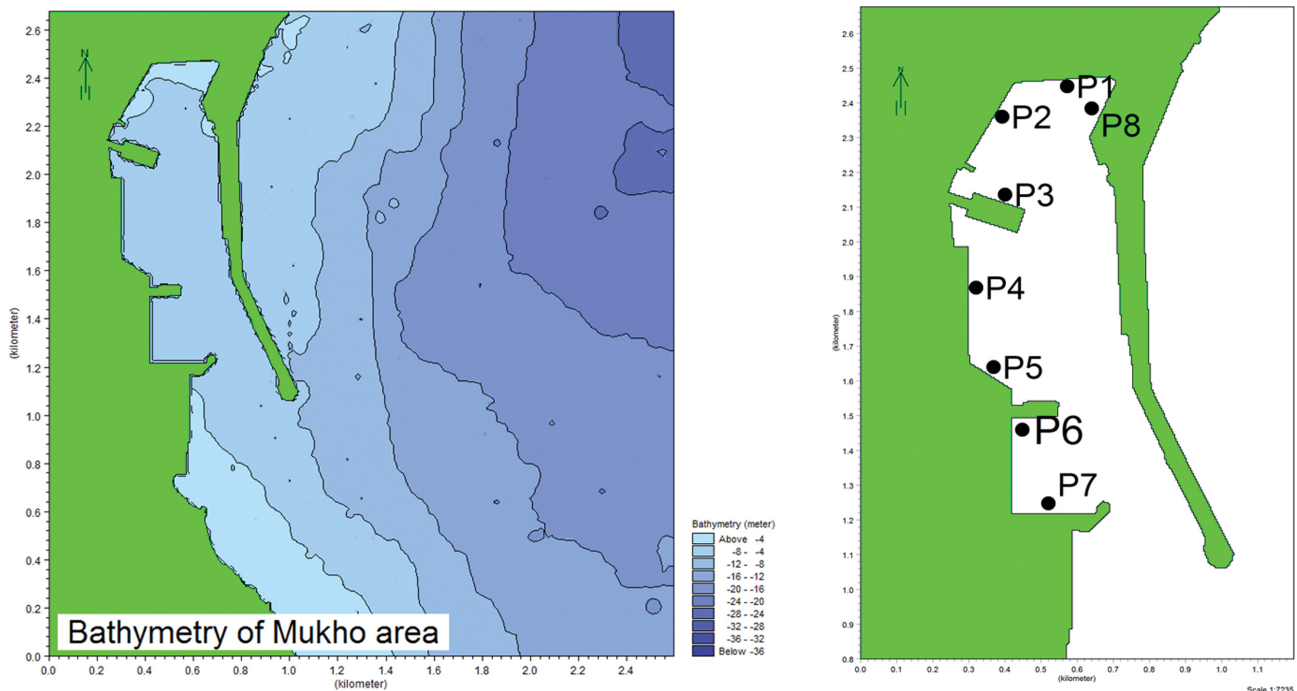 2.6
2.4
2.2
2.0
1.8
1.6
1.4
1.2
1.0
0.8
0.6
0.4
0.2
0.0
(kilometer)
N
Bathymetry of Mukho area
0.0 0.2 0.4 0.6 0.8 1.0 1.2 1.4 1.6 1.8 2.0 2.2 2.4
(kilometer)
Bathymetry (meter)
Above -4
-8 - -4
-12 - -8
-16 - -12
-20 - -16
-24 - -20
-28 - -24
-32 - -28
-36 - -32
Below -36
2.6
2.5
2.4
2.3
2.2
2.1
2.0
1.9
1.8
1.7
1.6
1.5
1.4
1.3
1.2
1.1
1.0
0.9
0.8
(kilometer)
N
P1
P2
P8
P3
P4
P5
P6
P7
0.0 0.1 0.2 0.3 0.4 0.5 0.6 0.7 0.8 0.9 1.0 1.1
(kilometer)
Scale 1:7235